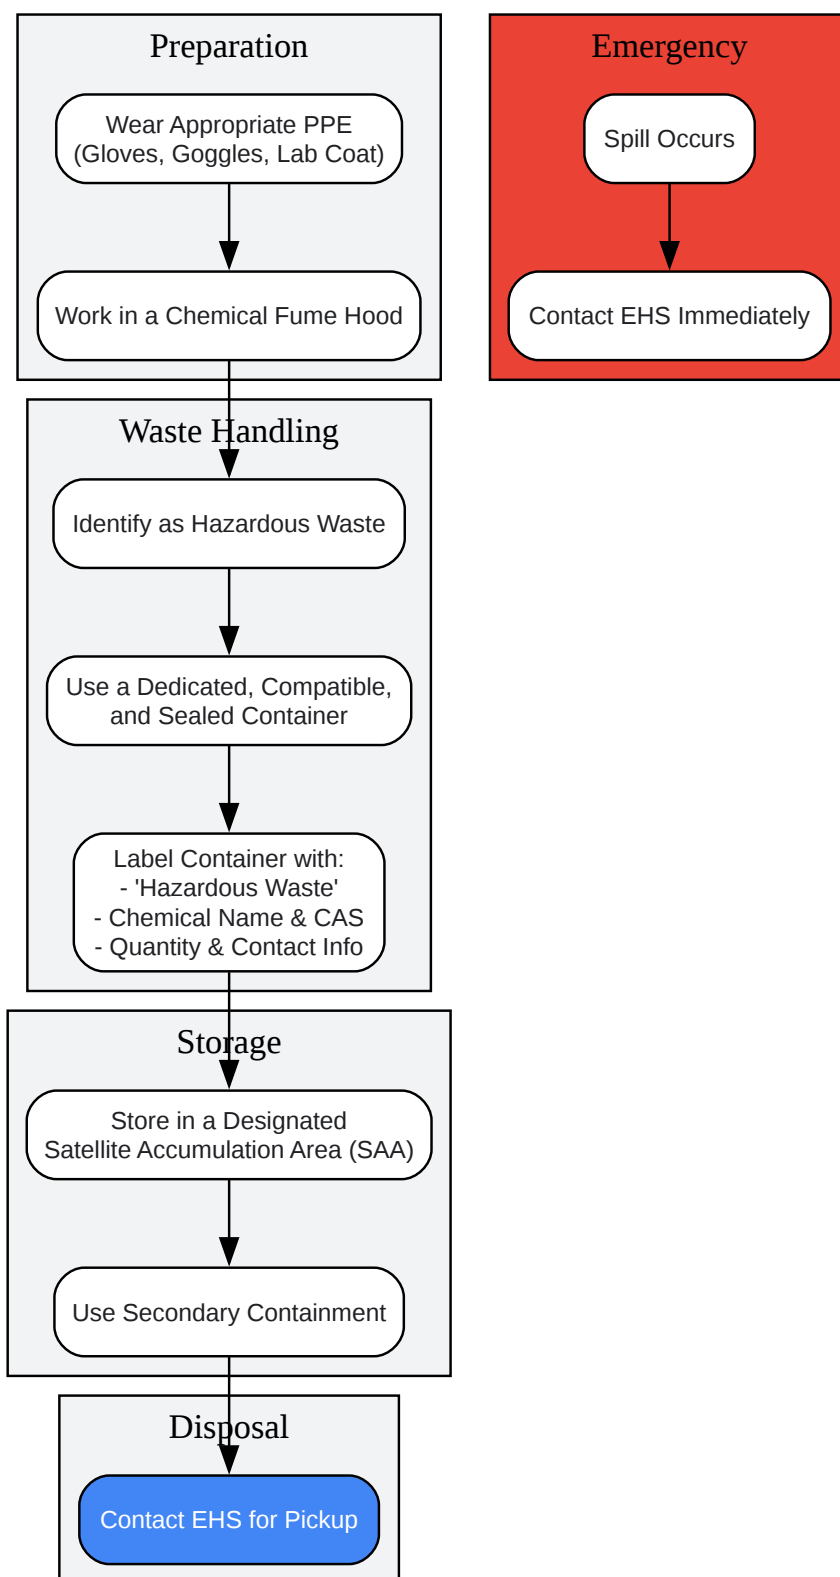 Preparation
Wear Appropriate PPE
(Gloves, Goggles, Lab Coat)
Work in a Chemical Fume Hood
Emergency
Spill Occurs
Contact EHS Immediately
Waste Handling
Identify as Hazardous Waste
Use a Dedicated, Compatible,
and Sealed Container
Label Container with:
- 'Hazardous Waste'
- Chemical Name & CAS
- Quantity & Contact Info
Storage
Store in a Designated
Satellite Accumulation Area (SAA)
Use Secondary Containment
Disposal
Contact EHS for Pickup